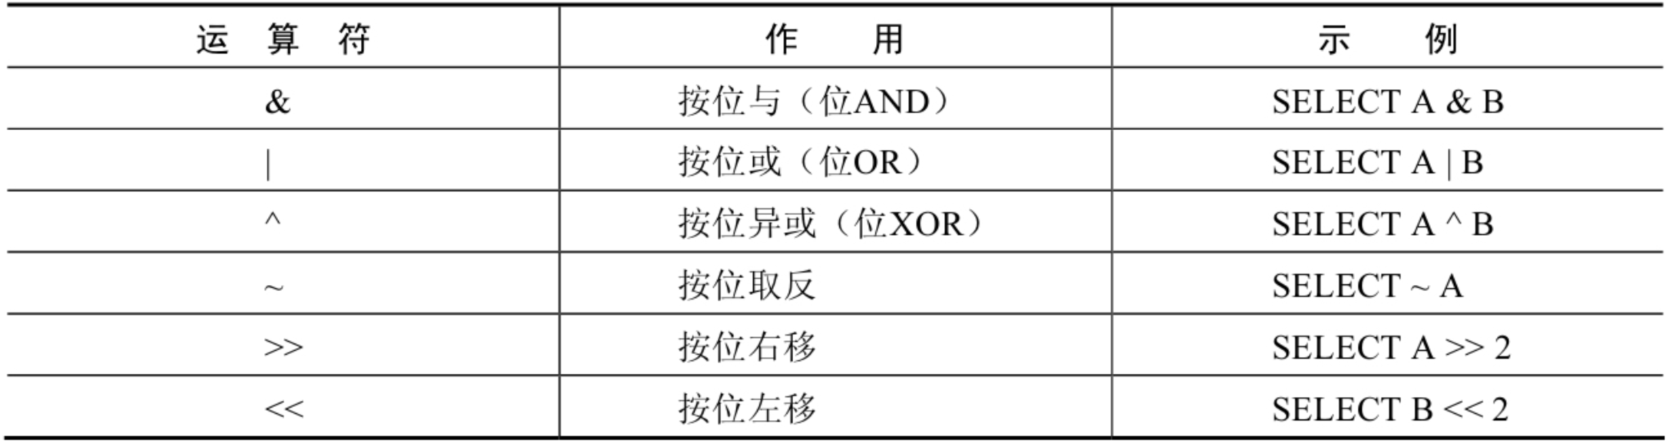 运 算 符 作 用 示 例
& 按位与（位AND） SELECT A & B
| 按位或（位OR） SELECT A | B
^ 按位异或（位XOR） SELECT A ^ B
~ 按位取反 SELECT ~ A
>> 按位右移 SELECT A >> 2
<< 按位左移 SELECT B << 2